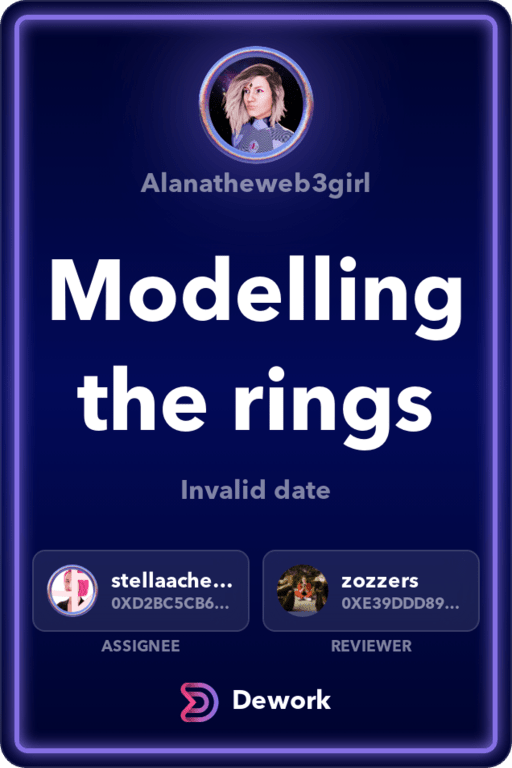 Alanatheweb3girl
Modelling
the rings
Invalid date
stellaache...
0XD2BC5CB6...
zozzers
0XE39DDD89...
ASSIGNEE
REVIEWER
Dework